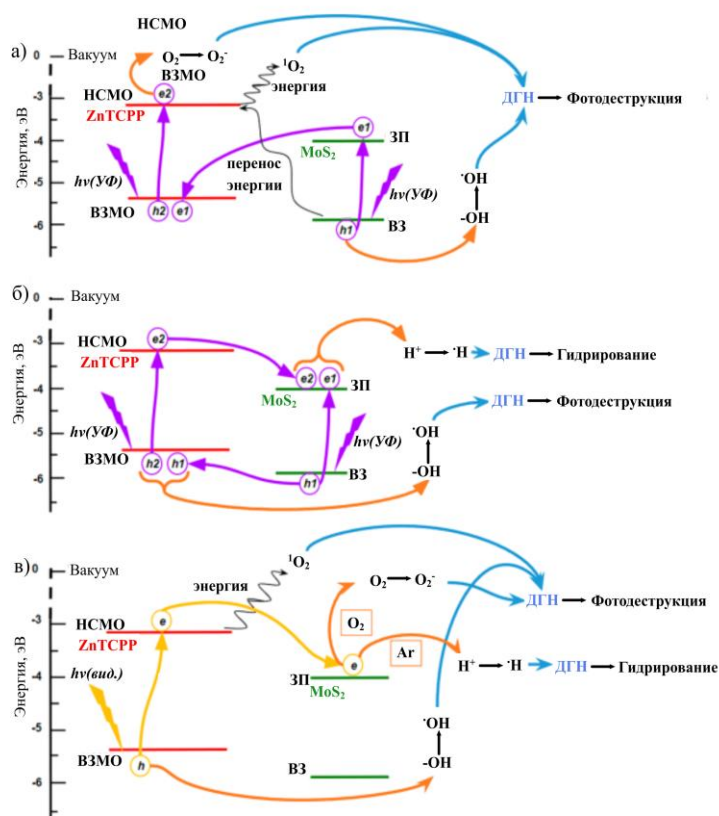 а)
НСМО
0
Вакуум
O₂ → O₂⁻
¹O₂
ВЗМО
энергия
НСМО
e2
-3
ZnTCPP
ДГН → Фотодеструкция
e1
ЗП
-4
MoS₂
Энергия, эВ
перенос
энергии
hν(УФ)
hν(УФ)
·OH
-5
-OH
ВЗМО
h2
e1
ВЗ
h1
-6
б)
0
Вакуум
НСМО
e2
-3
ZnTCPP
H⁺ → ·H
ДГН → Гидрирование
e2
e1
ЗП
-4
MoS₂
Энергия, эВ
ДГН → Фотодеструкция
hν(УФ)
hν(УФ)
·OH
-5
-OH
ВЗМО
h2
h1
ВЗ
h1
-6
в)
0
Вакуум
¹O₂
энергия
O₂ → O₂⁻
ДГН → Фотодеструкция
НСМО
e
-3
ZnTCPP
O₂
Ar
Энергия, эВ
hν(вид.)
e
H⁺ → ·H
ДГН → Гидрирование
ЗП
-4
MoS₂
·OH
-5
-OH
ВЗМО
h
ВЗ
-6